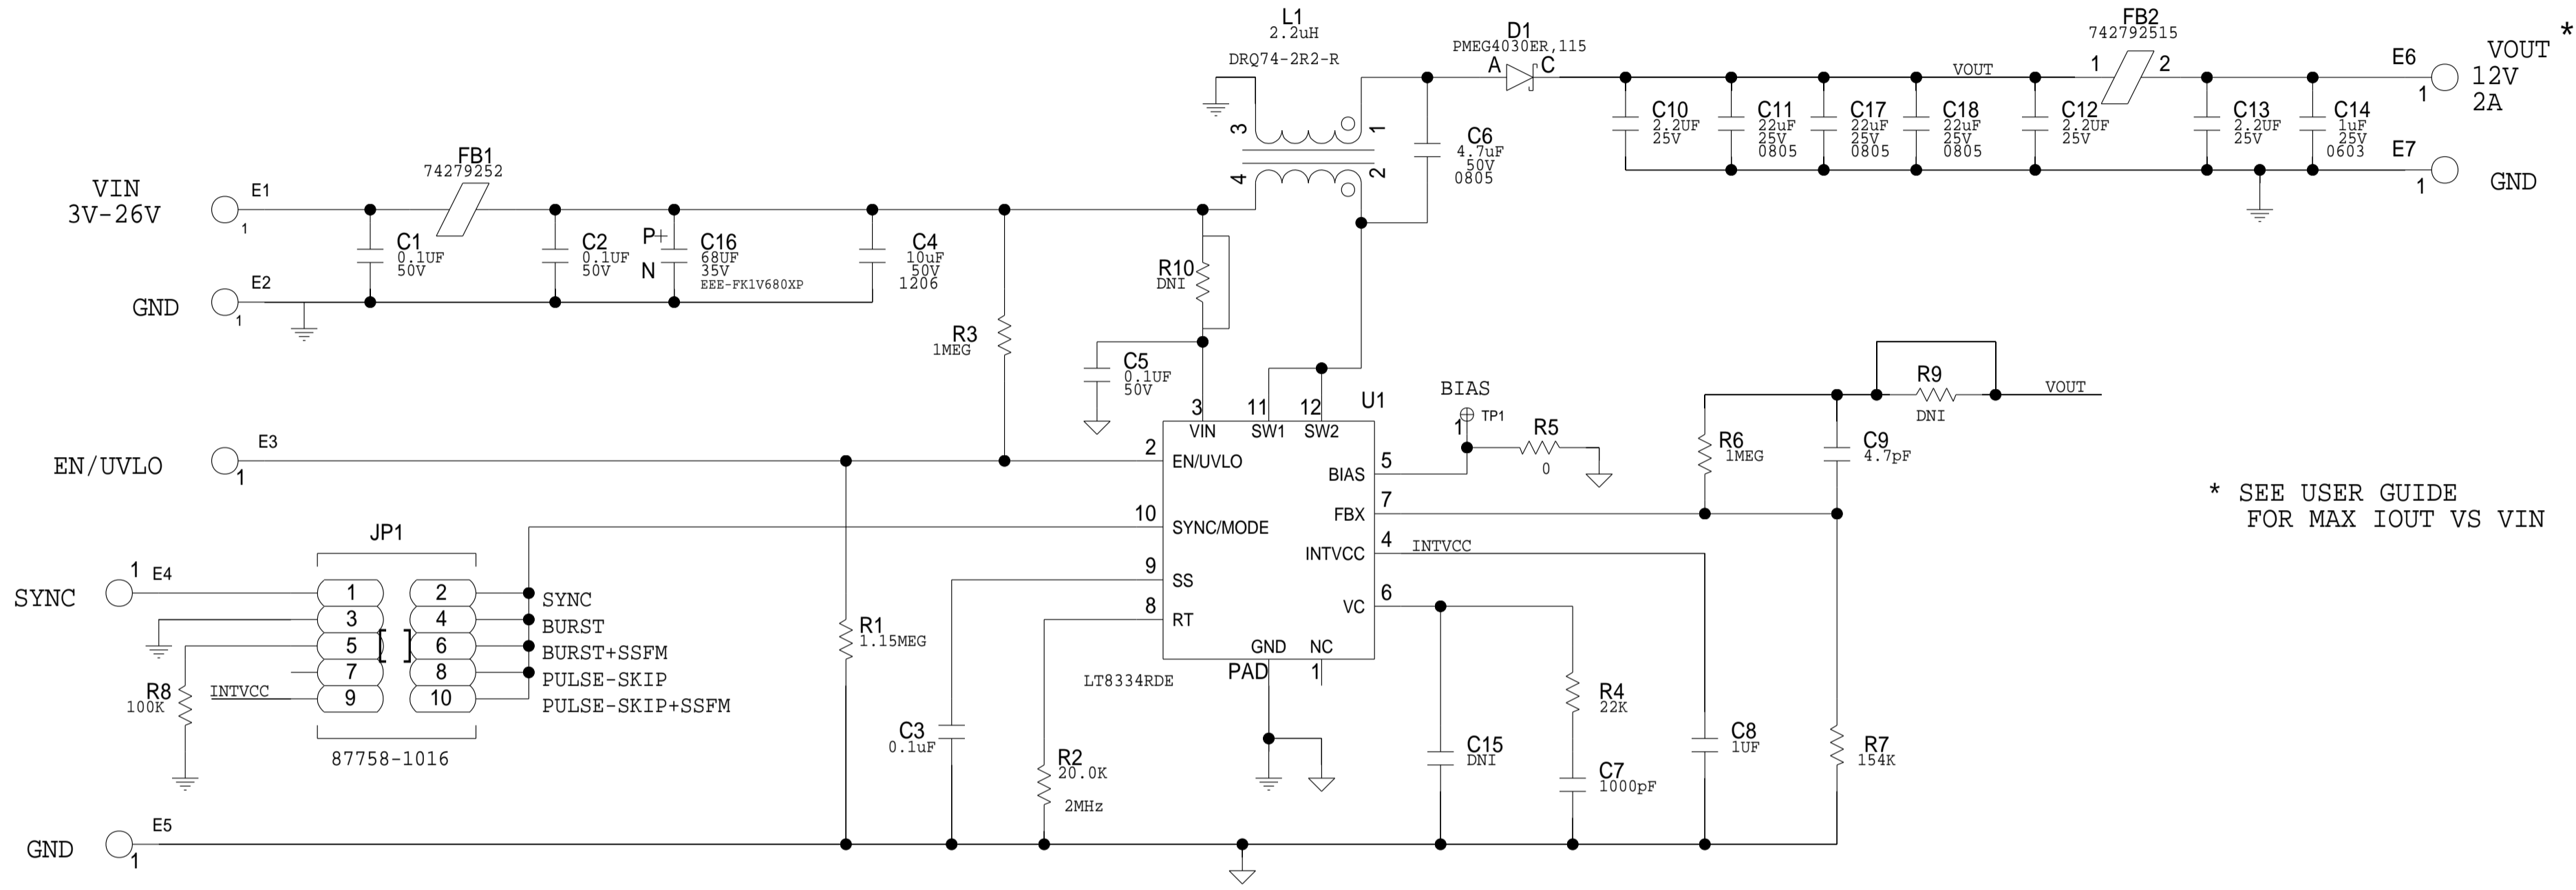 L1
2.2uH
DRQ74-2R2-R
3
1
4
2
D1
PMEG4030ER,115
A
C
C6
4.7uF
50V
0805
C10
2.2UF
25V
C11
22uF
25V
0805
C17
22uF
25V
0805
C18
22uF
25V
0805
VOUT
C12
2.2UF
25V
FB2
742792515
1
2
C13
2.2UF
25V
C14
1uF
25V
0603
E6
1
VOUT *
12V
2A
E7
1
GND
VIN
3V-26V
E1
1
FB1
74279252
C1
0.1UF
50V
C2
0.1UF
50V
P+
N
C16
68UF
35V
EEE-FK1V680XP
C4
10uF
50V
1206
GND
E2
1
R3
1MEG
R10
DNI
C5
0.1UF
50V
EN/UVLO
E3
1
3
11
12
U1
VIN
SW1
SW2
2
EN/UVLO
10
SYNC/MODE
9
SS
8
RT
BIAS
5
FBX
7
INTVCC
4
INTVCC
VC
6
GND
NC
PAD
1
LT8334RDE
BIAS
TP1
1
R5
0
R6
1MEG
C9
4.7pF
R9
DNI
VOUT
* SEE USER GUIDE
FOR MAX IOUT VS VIN
JP1
SYNC
1
E4
1
2
SYNC
3
4
BURST
5
[ ]
6
BURST+SSFM
7
8
PULSE-SKIP
INTVCC
9
10
PULSE-SKIP+SSFM
R8
100K
87758-1016
R1
1.15MEG
C3
0.1uF
R2
20.0K
2MHz
C15
DNI
R4
22K
C7
1000pF
C8
1UF
R7
154K
GND
E5
1